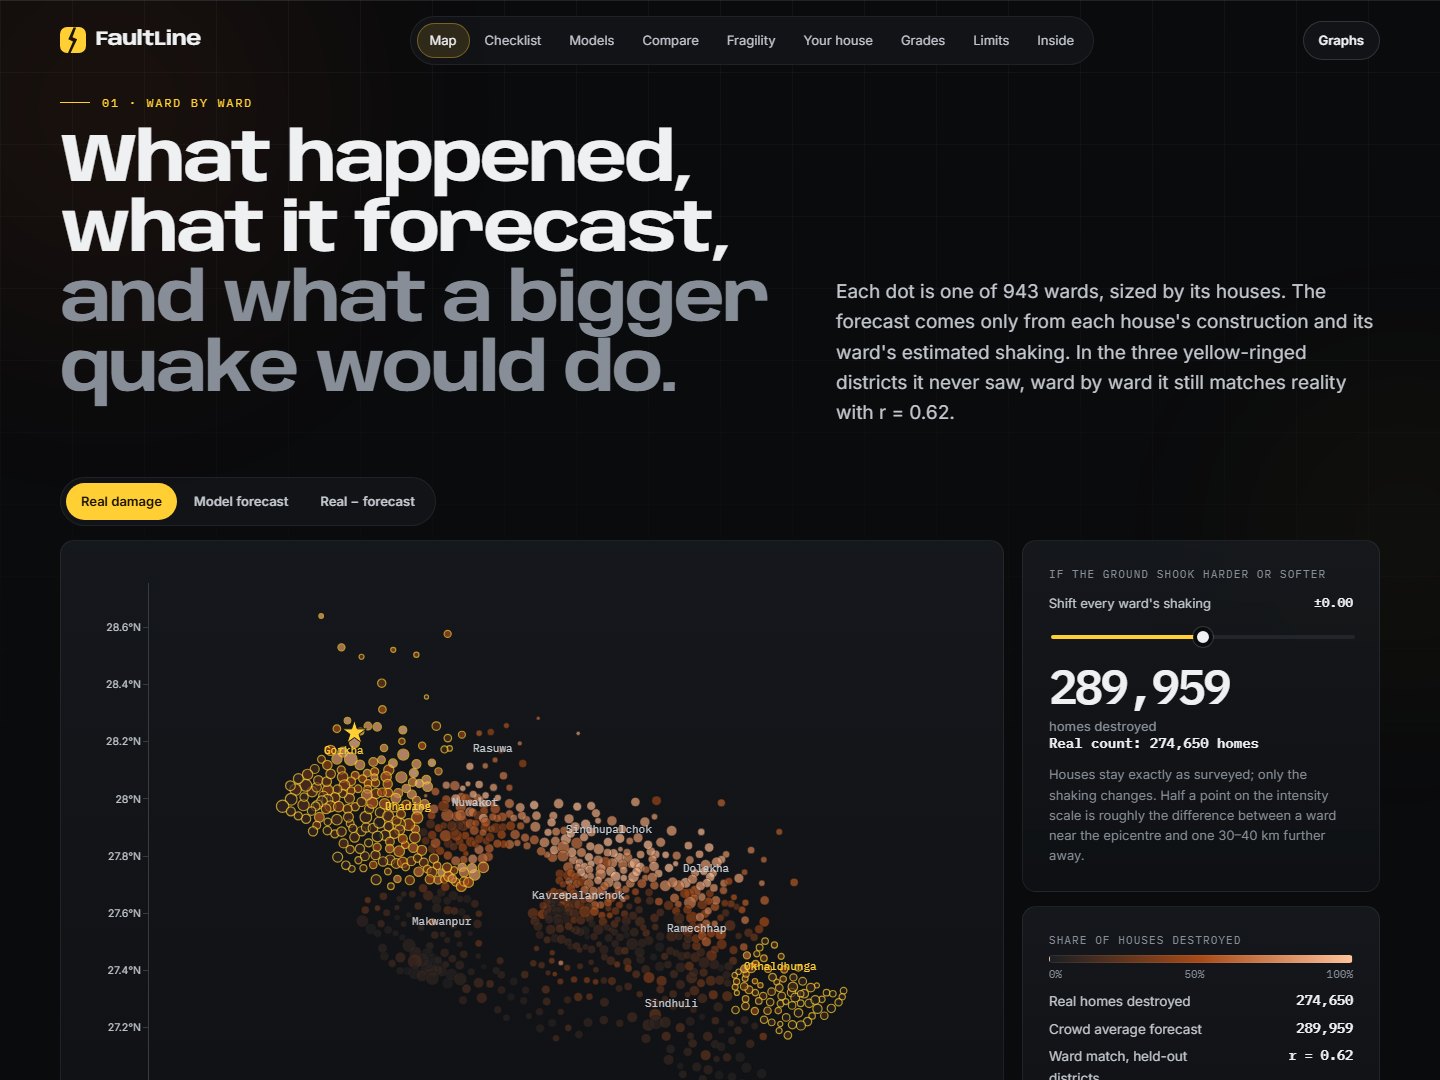 FaultLine
Map
Checklist
Models
Compare
Fragility
Your house
Grades
Limits
Inside
Graphs
01 · WARD BY WARD
What happened,
what it forecast,
and what a bigger
quake would do.
Each dot is one of 943 wards, sized by its houses. The
forecast comes only from each house's construction and its
ward's estimated shaking. In the three yellow-ringed
districts it never saw, ward by ward it still matches reality
with r = 0.62.
Real damage
Model forecast
Real – forecast
28.6°N
28.4°N
28.2°N
28°N
27.8°N
27.6°N
27.4°N
27.2°N
Gorkha
Rasuwa
Dhading
Nuwakot
Sindhupalchok
Dolakha
Kavrepalanchok
Makwanpur
Ramechhap
Okhaldhunga
Sindhuli
IF THE GROUND SHOOK HARDER OR SOFTER
Shift every ward's shaking
±0.00
289,959
homes destroyed
Real count: 274,650 homes
Houses stay exactly as surveyed; only the
shaking changes. Half a point on the intensity
scale is roughly the difference between a ward
near the epicentre and one 30–40 km further
away.
SHARE OF HOUSES DESTROYED
0%
50%
100%
Real homes destroyed
274,650
Crowd average forecast
289,959
Ward match, held-out
r = 0.62
districts